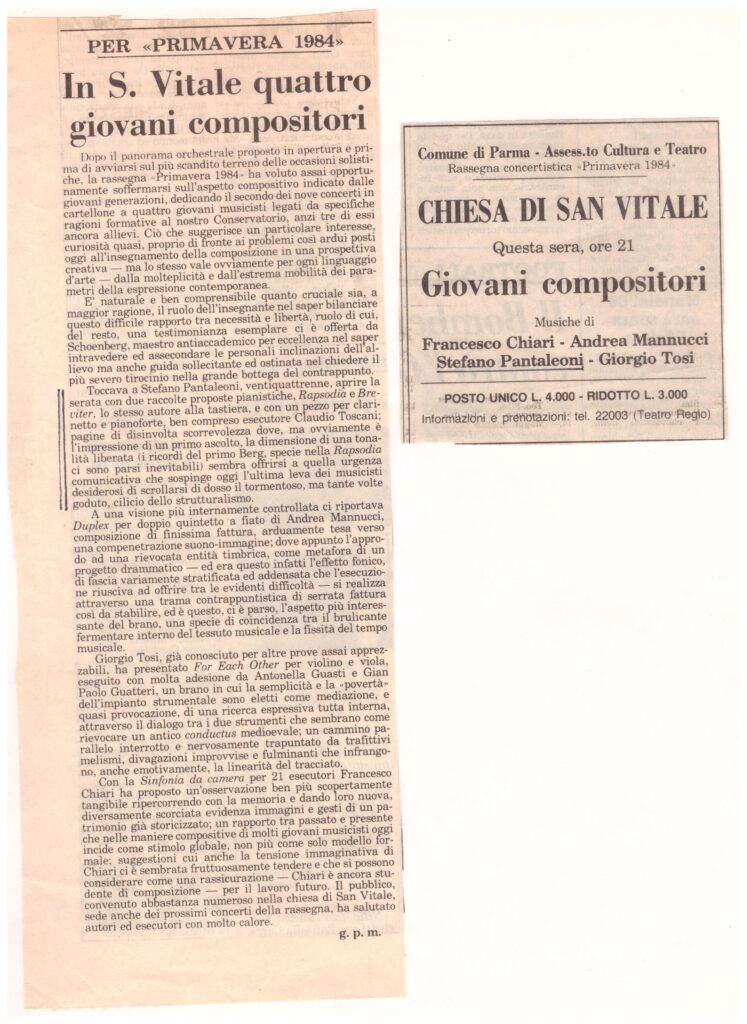 PER «PRIMAVERA 1984»
In S. Vitale quattro
giovani compositori
Dopo il panorama orchestrale proposto in apertura e pri-
ma di avviarsi sul più scandito terreno delle occasioni solisti-
che, la rassegna «Primavera 1984» ha voluto assai opportu-
namente soffermarsi sull'aspetto compositivo indicato dalle
giovani generazioni, dedicando il secondo dei nove concerti in
cartellone a quattro giovani musicisti legati da specifiche
ragioni formative al nostro Conservatorio, anzi tre di essi
ancora allievi. Ciò che suggerisce un particolare interesse,
curiosità quasi, proprio di fronte ai problemi così ardui posti
oggi all'insegnamento della composizione in una prospettiva
creativa — ma lo stesso vale ovviamente per ogni linguaggio
d'arte — dalla molteplicità e dall'estrema mobilità dei para-
metri della espressione contemporanea.
E' naturale e ben comprensibile quanto cruciale sia, a
maggior ragione, il ruolo dell'insegnante nel saper bilanciare
questo difficile rapporto tra necessità e libertà, ruolo di cui,
del resto, una testimonianza esemplare ci è offerta da
Schoenberg, maestro antiaccademico per eccellenza nel saper
intravedere ed assecondare le personali inclinazioni dell'al-
lievo ma anche guida sollecitante ed ostinata nel chiedere il
più severo tirocinio nella grande bottega del contrappunto.
Toccava a Stefano Pantaleoni, ventiquattrenne, aprire la
serata con due raccolte proposte pianistiche, Rapsodia e Bre-
viter, lo stesso autore alla tastiera, e con un pezzo per clari-
netto e pianoforte, ben compreso esecutore Claudio Toscani;
pagine di disinvolta scorrevolezza dove, ma ovviamente è
l'impressione di un primo ascolto, la dimensione di una tona-
lità liberata (i ricordi del primo Berg, specie nella Rapsodia
ci sono parsi inevitabili) sembra offrirsi a quella urgenza
comunicativa che sospinge oggi l'ultima leva dei musicisti
desiderosi di scrollarsi di dosso il tormentoso, ma tante volte
goduto, cilicio dello strutturalismo.
A una visione più internamente controllata ci riportava
Duplex per doppio quintetto a fiato di Andrea Mannucci,
composizione di finissima fattura, arduamente tesa verso
una compenetrazione suono-immagine; dove appunto l'appro-
do ad una rievocata entità timbrica, come metafora di un
progetto drammatico — ed era questo infatti l'effetto fonico,
di fascia variamente stratificata ed addensata che l'esecuzio-
ne riusciva ad offrire tra le evidenti difficoltà — si realizza
attraverso una trama contrappuntistica di serrata fattura
così da stabilire, ed è questo, ci è parso, l'aspetto più interes-
sante del brano, una specie di coincidenza tra il brulicante
fermentare interno del tessuto musicale e la fissità del tempo
musicale.
Giorgio Tosi, già conosciuto per altre prove assai apprez-
zabili, ha presentato For Each Other per violino e viola,
eseguito con molta adesione da Antonella Guasti e Gian
Paolo Guatteri, un brano in cui la semplicità e la «povertà»
dell'impianto strumentale sono eletti come mediazione, e
quasi provocazione, di una ricerca espressiva tutta interna,
attraverso il dialogo tra i due strumenti che sembrano come
rievocare un antico conductus medioevale; un cammino pa-
rallelo interrotto e nervosamente trapuntato da trafittivi
melismi, divagazioni improvvise e fulminanti che infrango-
no, anche emotivamente, la linearità del tracciato.
Con la Sinfonia da camera per 21 esecutori Francesco
Chiari ha proposto un'osservazione ben più scopertamente
tangibile ripercorrendo con la memoria e dando loro nuova,
diversamente scorciata evidenza immagini e gesti di un pa-
trimonio già storicizzato; un rapporto tra passato e presente
che nelle maniere compositive di molti giovani musicisti oggi
incide come stimolo globale, non più come solo modello for-
male; suggestioni cui anche la tensione immaginativa di
Chiari ci è sembrata fruttuosamente tendere e che si possono
considerare come una rassicurazione — Chiari è ancora stu-
dente di composizione — per il lavoro futuro. Il pubblico,
convenuto abbastanza numeroso nella chiesa di San Vitale,
sede anche dei prossimi concerti della rassegna, ha salutato
autori ed esecutori con molto calore.
g. p. m.
Comune di Parma - Assess.to Cultura e Teatro
Rassegna concertistica «Primavera 1984»
CHIESA DI SAN VITALE
Questa sera, ore 21
Giovani compositori
Musiche di
Francesco Chiari - Andrea Mannucci
Stefano Pantaleoni - Giorgio Tosi
POSTO UNICO L. 4.000 - RIDOTTO L. 3.000
Informazioni e prenotazioni: tel. 22003 (Teatro Regio)